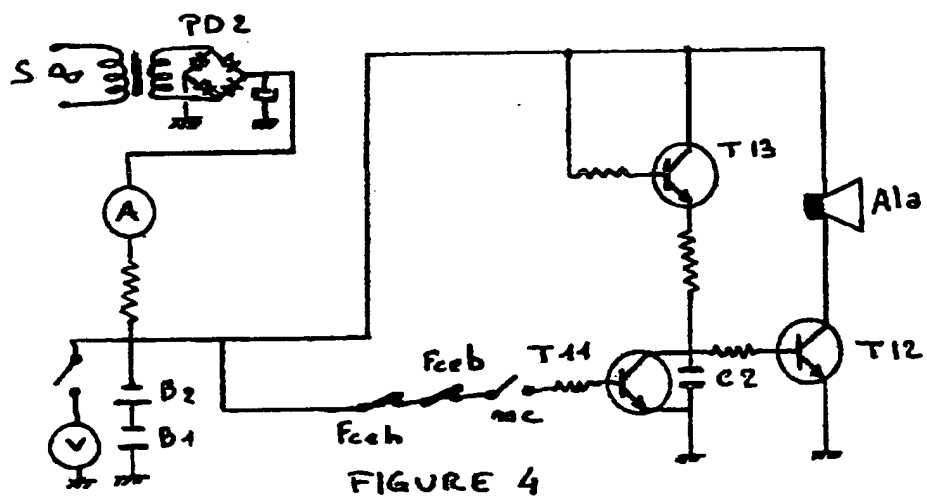 PD2
S
A
T13
Ala
B2
B1
V
Fceh
Fceb
mc
T11
C2
T12
FIGURE 4